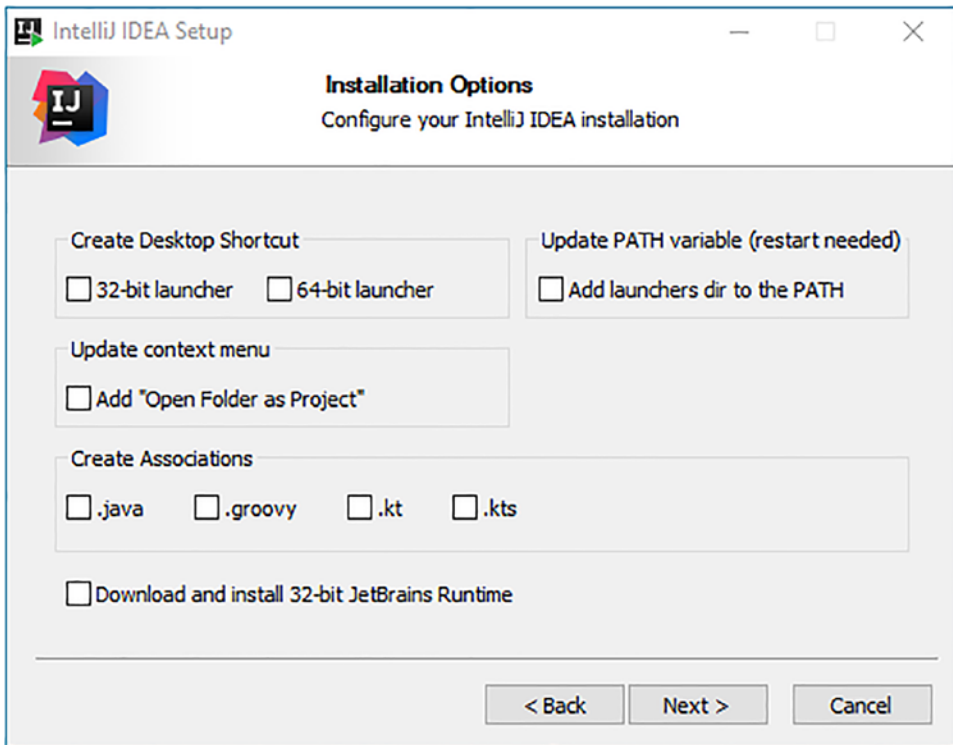 IntelliJ IDEA Setup
IJ
Installation Options
Configure your IntelliJ IDEA installation
Create Desktop Shortcut
32-bit launcher 64-bit launcher
Update PATH variable (restart needed)
Add launchers dir to the PATH
Update context menu
Add "Open Folder as Project"
Create Associations
.java .groovy .kt .kts
Download and install 32-bit JetBrains Runtime
< Back Next > Cancel